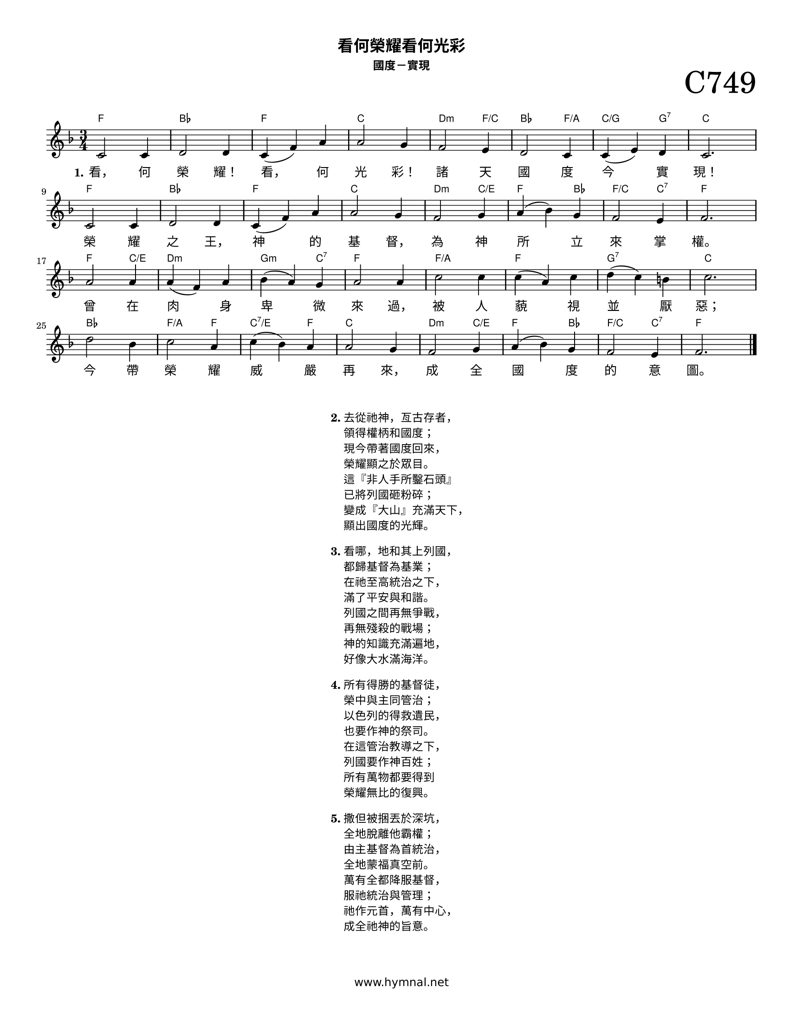 看何榮耀看何光彩
國度－實現
C749
F B♭ F C Dm F/C B♭ F/A C/G G7 C
3 4
1. 看， 何 榮 耀！ 看， 何 光 彩！ 諸 天 國 度 今 實 現！
9 F B♭ F C Dm C/E F B♭ F/C C7 F
榮 耀 之 王， 神 的 基 督， 為 神 所 立 來 掌 權。
17 F C/E Dm Gm C7 F F/A F G7 C
曾 在 肉 身 卑 微 來 過， 被 人 藐 視 並 厭 惡；
25 B♭ F/A F C7/E F C Dm C/E F B♭ F/C C7 F
今 帶 榮 耀 威 嚴 再 來， 成 全 國 度 的 意 圖。
2. 去從祂神，亙古存者，
領得權柄和國度；
現今帶著國度回來，
榮耀顯之於眾目。
這『非人手所鑿石頭』
已將列國砸粉碎；
變成『大山』充滿天下，
顯出國度的光輝。
3. 看哪，地和其上列國，
都歸基督為基業；
在祂至高統治之下，
滿了平安與和諧。
列國之間再無爭戰，
再無殘殺的戰場；
神的知識充滿遍地，
好像大水滿海洋。
4. 所有得勝的基督徒，
榮中與主同管治；
以色列的得救遺民，
也要作神的祭司。
在這管治教導之下，
列國要作神百姓；
所有萬物都要得到
榮耀無比的復興。
5. 撒但被捆丟於深坑，
全地脫離他霸權；
由主基督為首統治，
全地蒙福真空前。
萬有全都降服基督，
服祂統治與管理；
祂作元首，萬有中心，
成全祂神的旨意。
www.hymnal.net